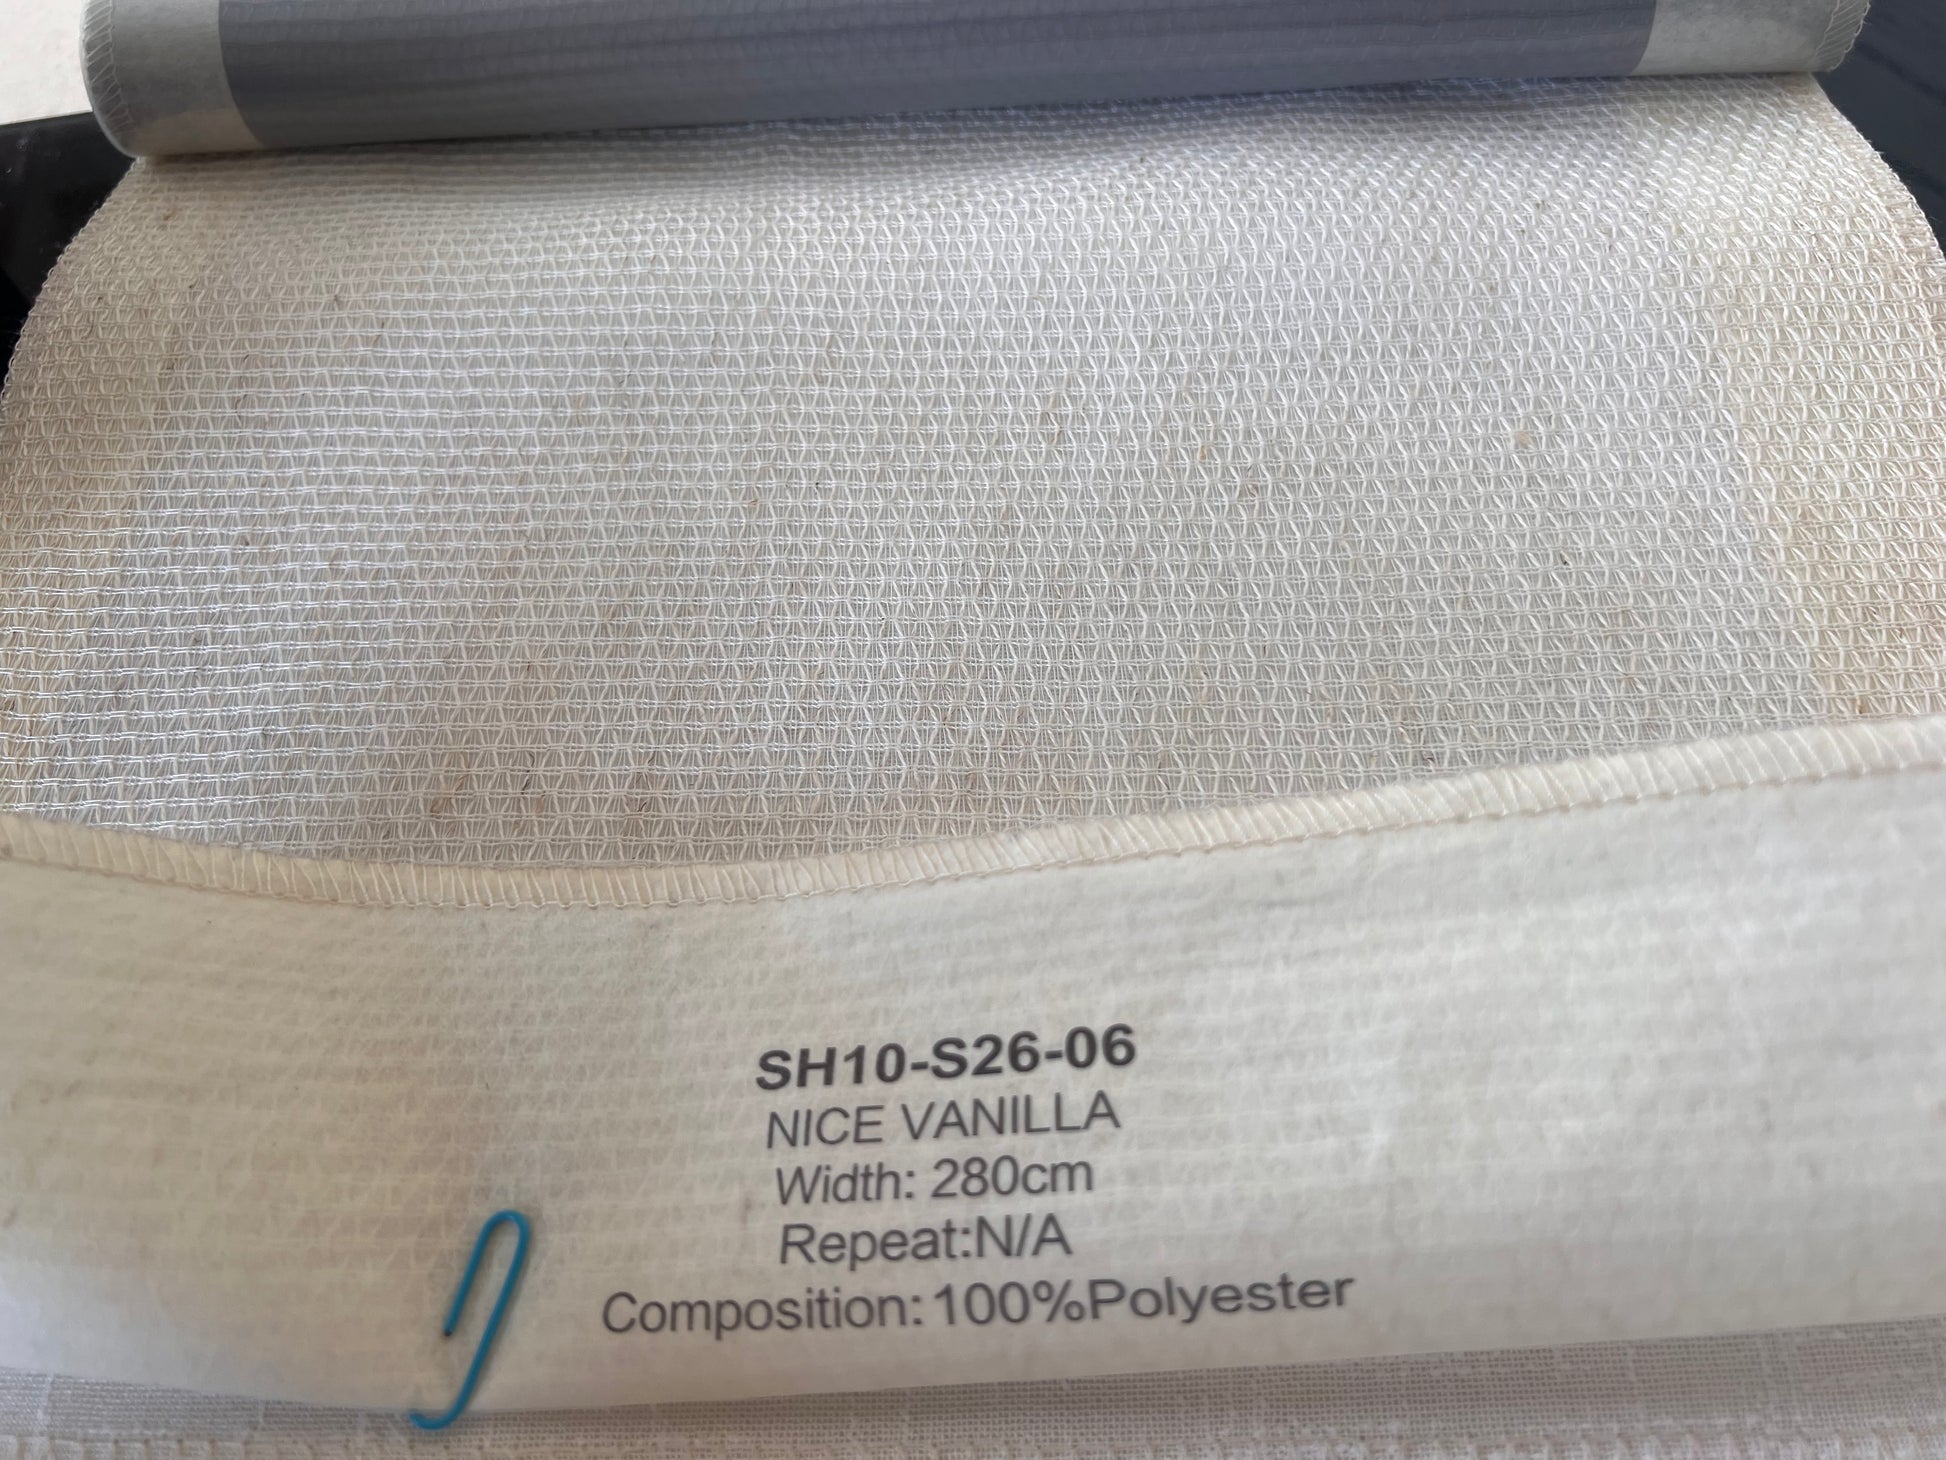 SH10-S26-06
NICE VANILLA
Width: 280cm
Repeat:N/A
Composition:100%Polyester